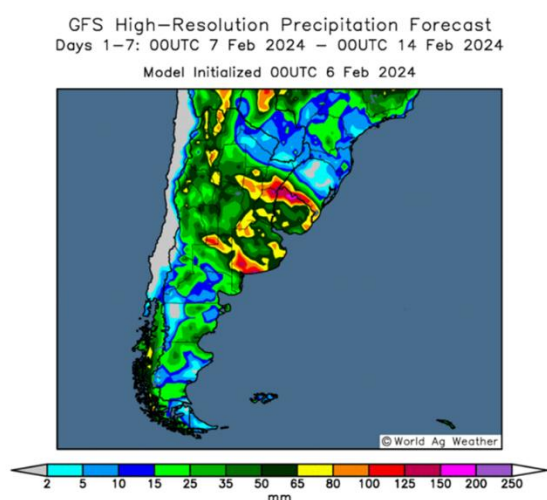 GFS High-Resolution Precipitation Forecast
Days 1-7: 00UTC 7 Feb 2024 - 00UTC 14 Feb 2024
Model Initialized 00UTC 6 Feb 2024
©World Ag Weather
2 5 10 15 25 35 50 65 80 100 125 150 200 250
mm